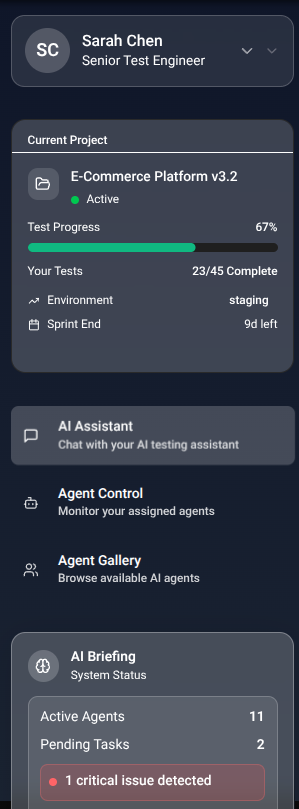 SC
Sarah Chen
Senior Test Engineer
Current Project
E-Commerce Platform v3.2
Active
Test Progress 67%
Your Tests 23/45 Complete
Environment staging
Sprint End 9d left
AI Assistant
Chat with your AI testing assistant
Agent Control
Monitor your assigned agents
Agent Gallery
Browse available AI agents
AI Briefing
System Status
Active Agents 11
Pending Tasks 2
1 critical issue detected